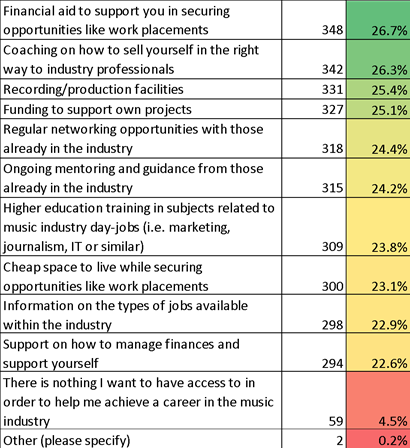 Financial aid to support you in securing
opportunities like work placements 348 26.7%
Coaching on how to sell yourself in the right
way to industry professionals 342 26.3%
Recording/production facilities 331 25.4%
Funding to support own projects 327 25.1%
Regular networking opportunities with those
already in the industry 318 24.4%
Ongoing mentoring and guidance from those
already in the industry 315 24.2%
Higher education training in subjects related to
music industry day-jobs (i.e. marketing,
journalism, IT or similar) 309 23.8%
Cheap space to live while securing
opportunities like work placements 300 23.1%
Information on the types of jobs available
within the industry 298 22.9%
Support on how to manage finances and
support yourself 294 22.6%
There is nothing I want to have access to in
order to help me achieve a career in the music
industry 59 4.5%
Other (please specify) 2 0.2%